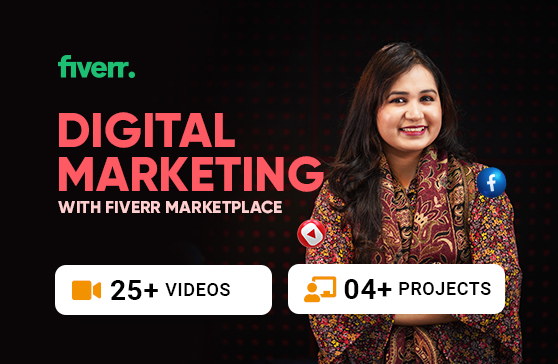 fiverr.
DIGITAL
MARKETING
WITH FIVERR MARKETPLACE
25+ VIDEOS
04+ PROJECTS